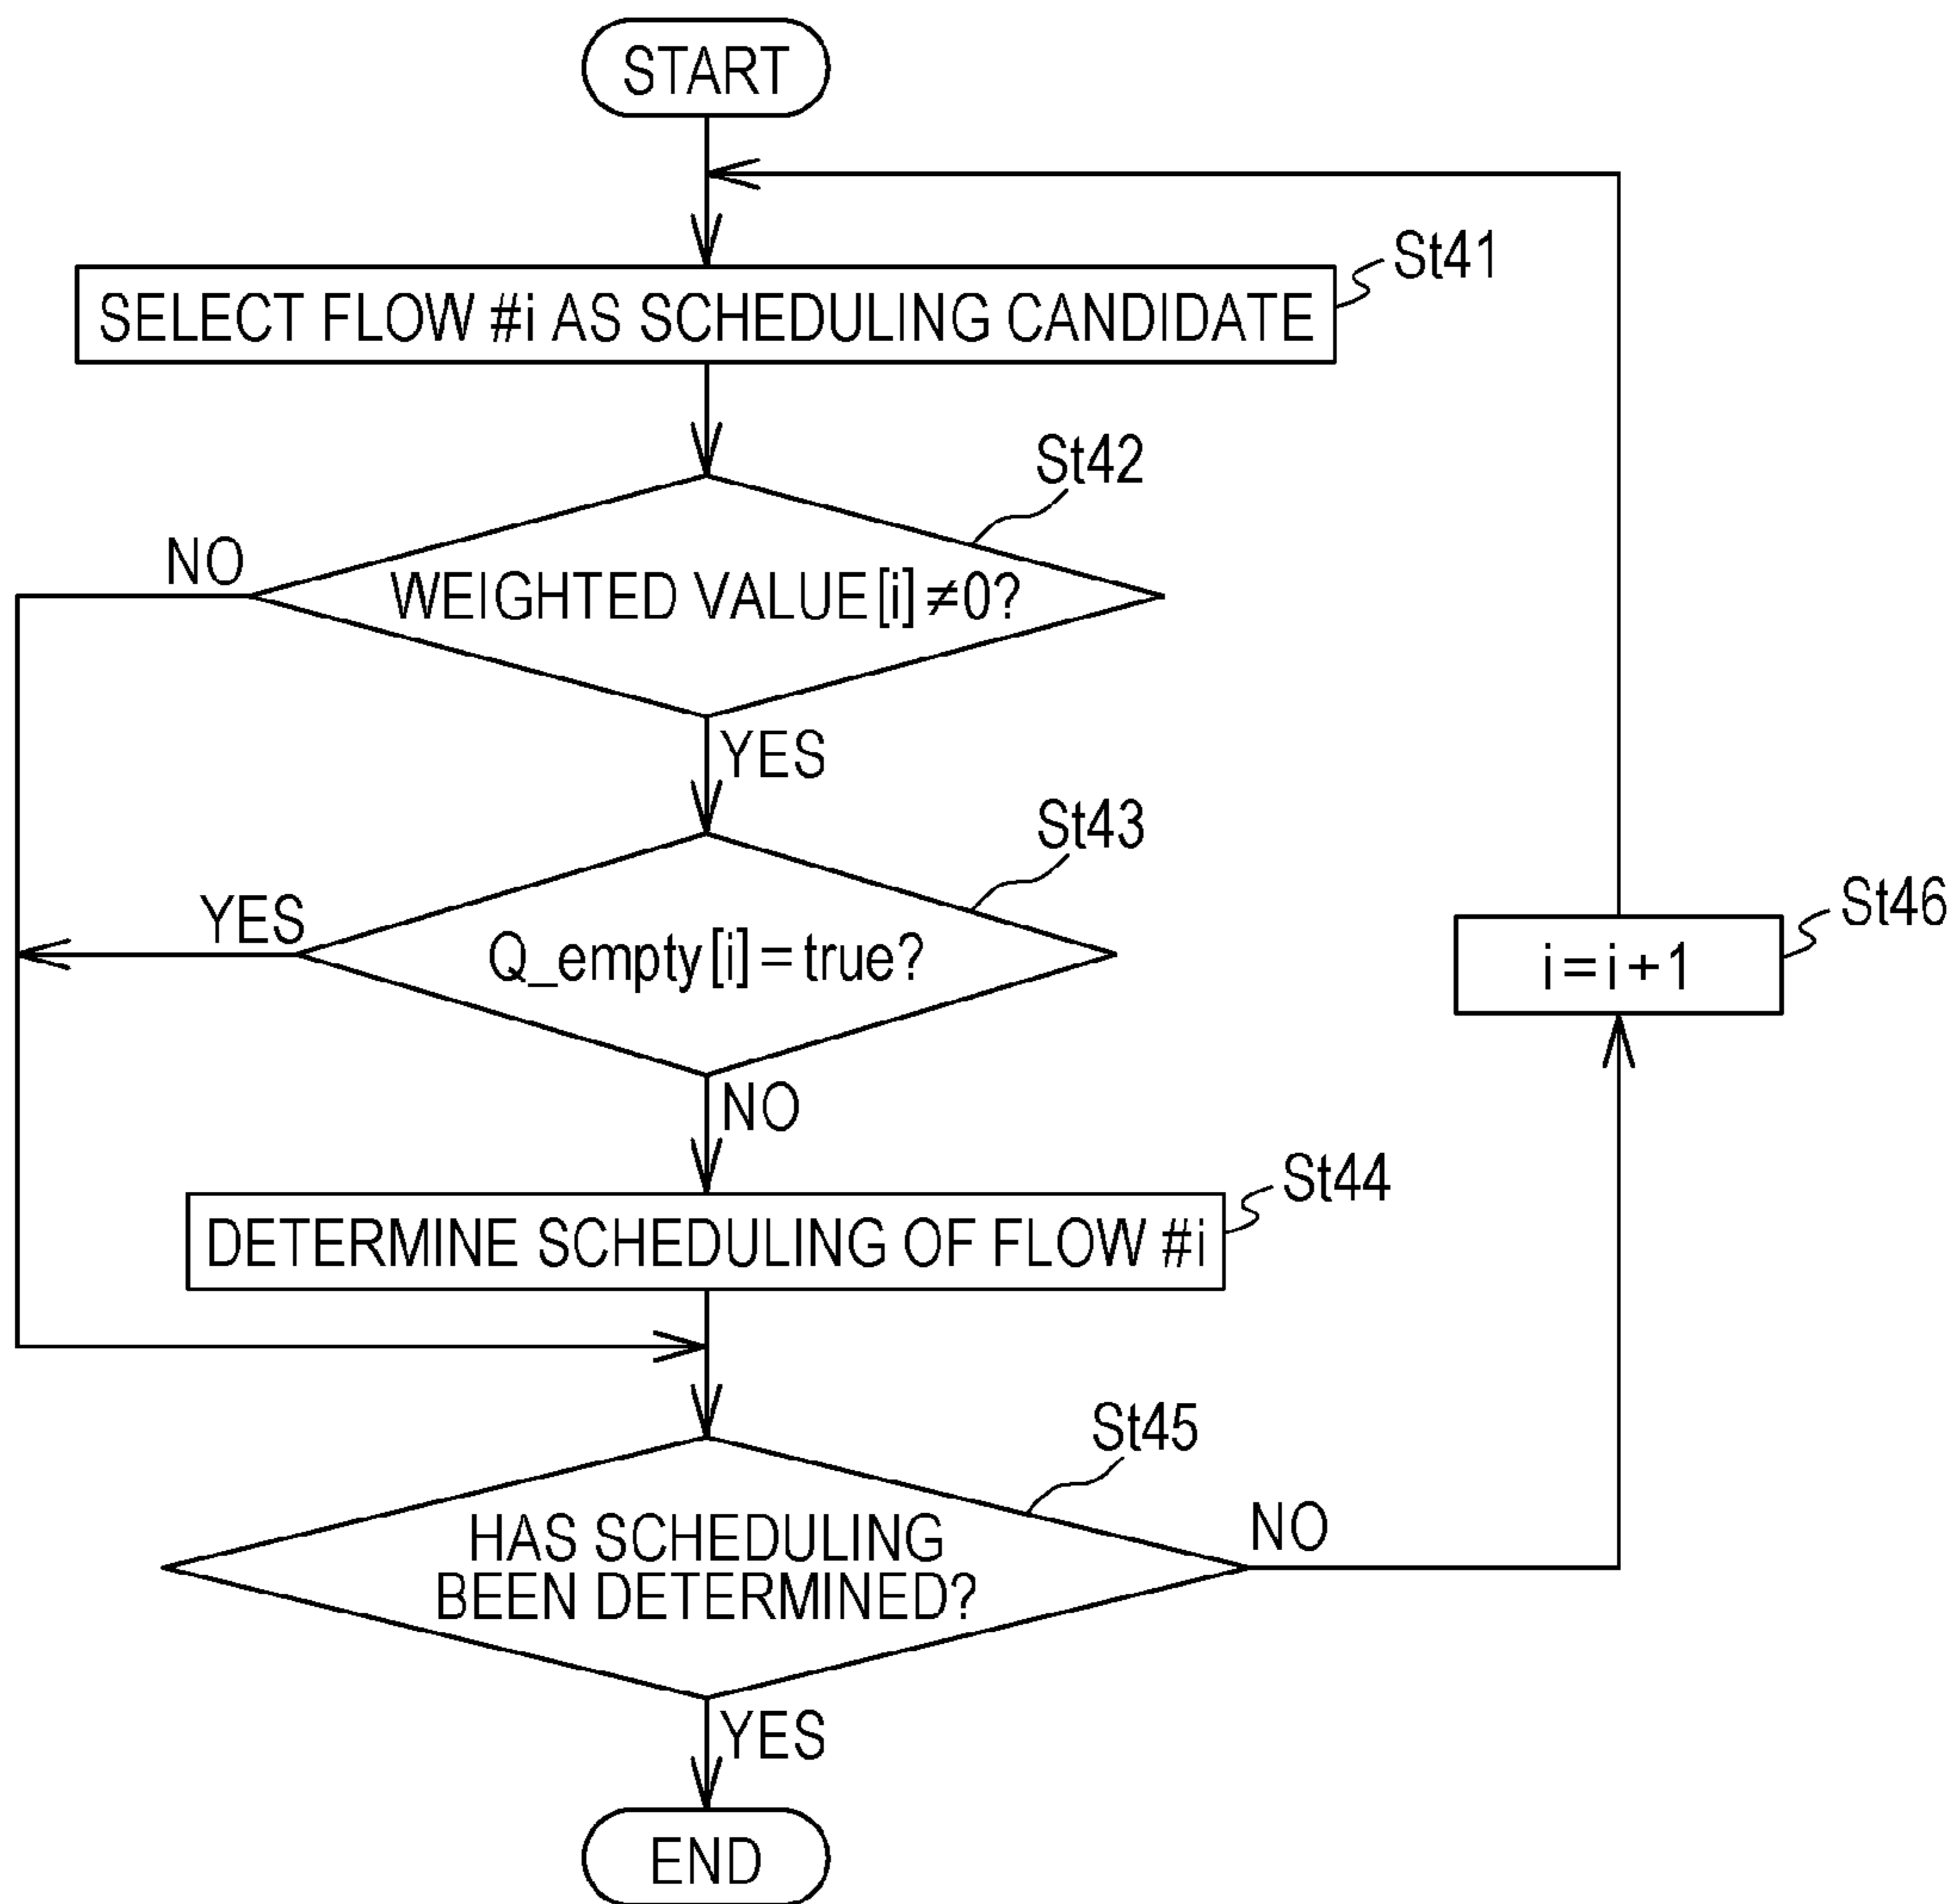 START
SELECT FLOW #i AS SCHEDULING CANDIDATE
St41
St42
NO
WEIGHTED VALUE[i]≠0?
YES
St43
YES
Q_empty[i]=true?
St46
i=i+1
NO
St44
DETERMINE SCHEDULING OF FLOW #i
St45
HAS SCHEDULING
BEEN DETERMINED?
NO
YES
END